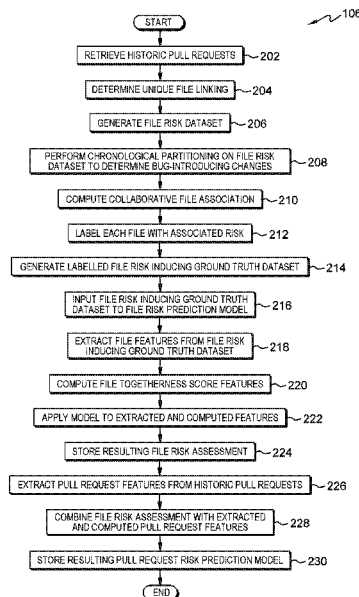 106
START
RETRIEVE HISTORIC PULL REQUESTS
202
DETERMINE UNIQUE FILE LINKING
204
GENERATE FILE RISK DATASET
206
PERFORM CHRONOLOGICAL PARTITIONING ON FILE RISK
DATASET TO DETERMINE BUG-INTRODUCING CHANGES
208
COMPUTE COLLABORATIVE FILE ASSOCIATION
210
LABEL EACH FILE WITH ASSOCIATED RISK
212
GENERATE LABELLED FILE RISK INDUCING GROUND TRUTH DATASET
214
INPUT FILE RISK INDUCING GROUND TRUTH
DATASET TO FILE RISK PREDICTION MODEL
216
EXTRACT FILE FEATURES FROM FILE RISK
INDUCING GROUND TRUTH DATASET
218
COMPUTE FILE TOGETHERNESS SCORE FEATURES
220
APPLY MODEL TO EXTRACTED AND COMPUTED FEATURES
222
STORE RESULTING FILE RISK ASSESSMENT
224
EXTRACT PULL REQUEST FEATURES FROM HISTORIC PULL REQUESTS
226
COMBINE FILE RISK ASSESSMENT WITH EXTRACTED
AND COMPUTED PULL REQUEST FEATURES
228
STORE RESULTING PULL REQUEST RISK PREDICTION MODEL
230
END